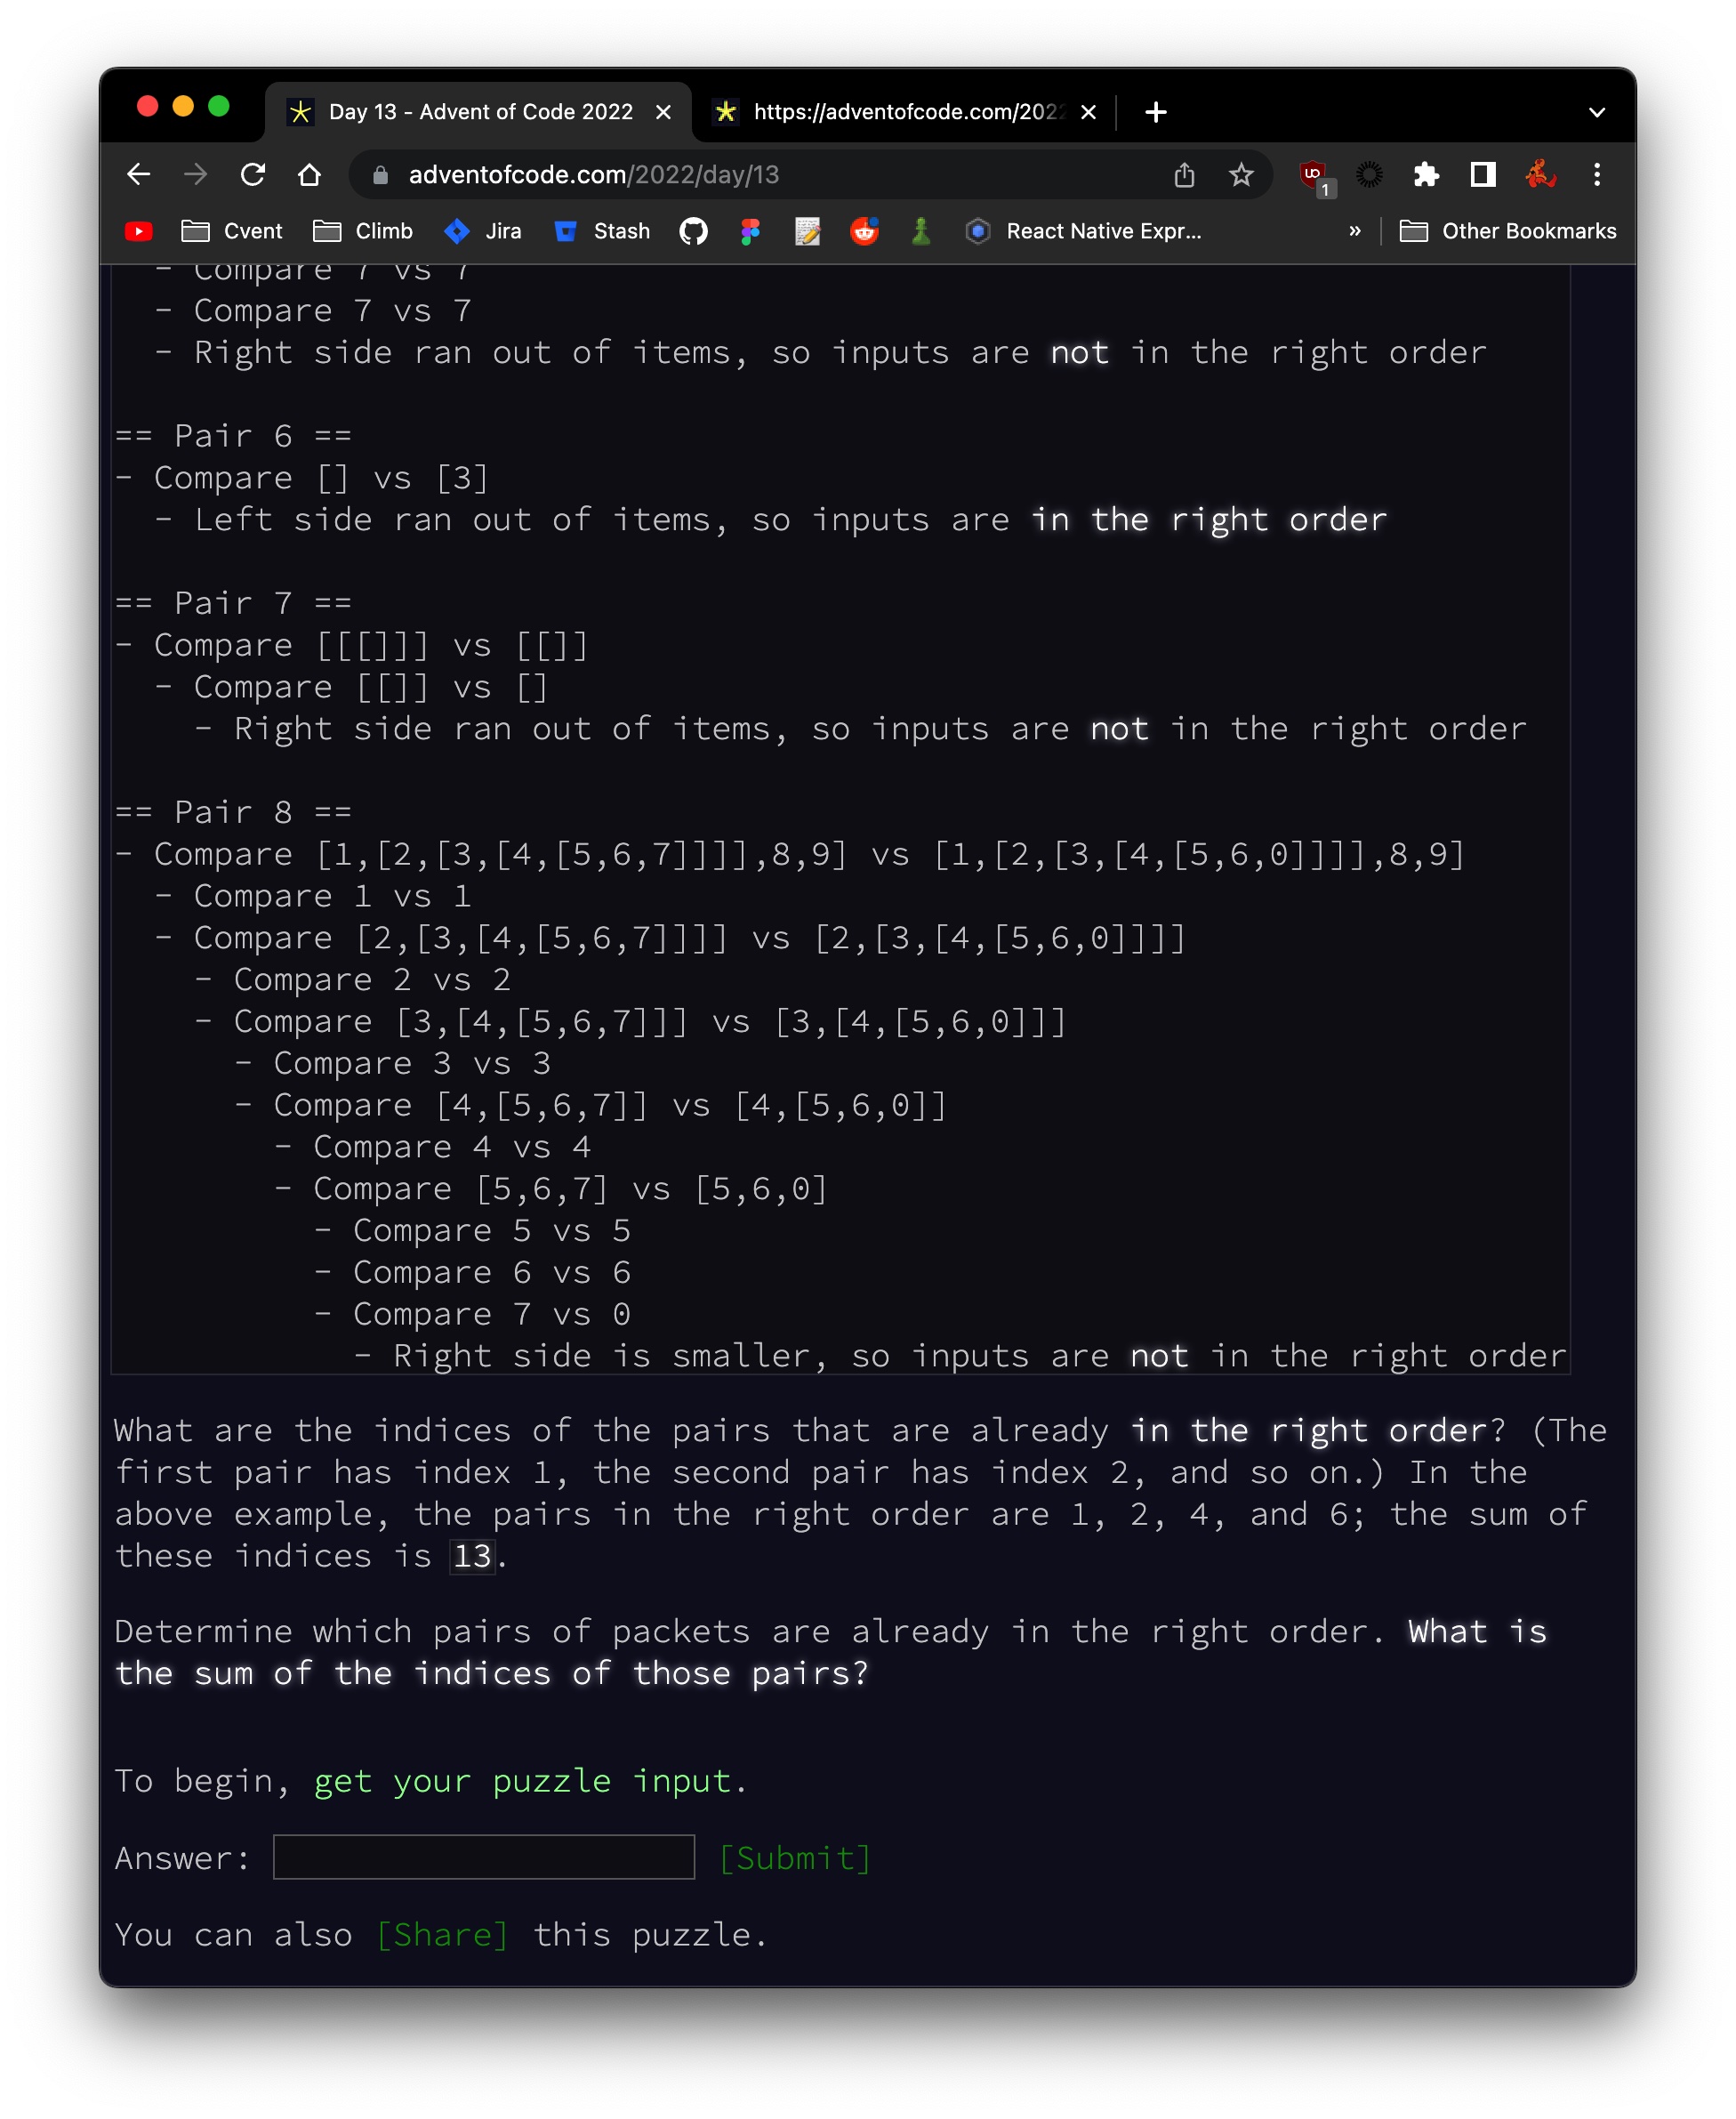 Day 13 - Advent of Code 2022
https://adventofcode.com/202
adventofcode.com/2022/day/13
1
Cvent
Climb
Jira
Stash
React Native Expr...
»
Other Bookmarks
- Compare 7 vs 7
- Compare 7 vs 7
- Right side ran out of items, so inputs are not in the right order
== Pair 6 ==
- Compare [] vs [3]
- Left side ran out of items, so inputs are in the right order
== Pair 7 ==
- Compare [[[]]] vs [[]]
- Compare [[]] vs []
- Right side ran out of items, so inputs are not in the right order
== Pair 8 ==
- Compare [1,[2,[3,[4,[5,6,7]]]],8,9] vs [1,[2,[3,[4,[5,6,0]]]],8,9]
- Compare 1 vs 1
- Compare [2,[3,[4,[5,6,7]]]] vs [2,[3,[4,[5,6,0]]]]
- Compare 2 vs 2
- Compare [3,[4,[5,6,7]]] vs [3,[4,[5,6,0]]]
- Compare 3 vs 3
- Compare [4,[5,6,7]] vs [4,[5,6,0]]
- Compare 4 vs 4
- Compare [5,6,7] vs [5,6,0]
- Compare 5 vs 5
- Compare 6 vs 6
- Compare 7 vs 0
- Right side is smaller, so inputs are not in the right order
What are the indices of the pairs that are already in the right order? (The
first pair has index 1, the second pair has index 2, and so on.) In the
above example, the pairs in the right order are 1, 2, 4, and 6; the sum of
these indices is 13.
Determine which pairs of packets are already in the right order. What is
the sum of the indices of those pairs?
To begin, get your puzzle input.
Answer: [Submit]
You can also [Share] this puzzle.